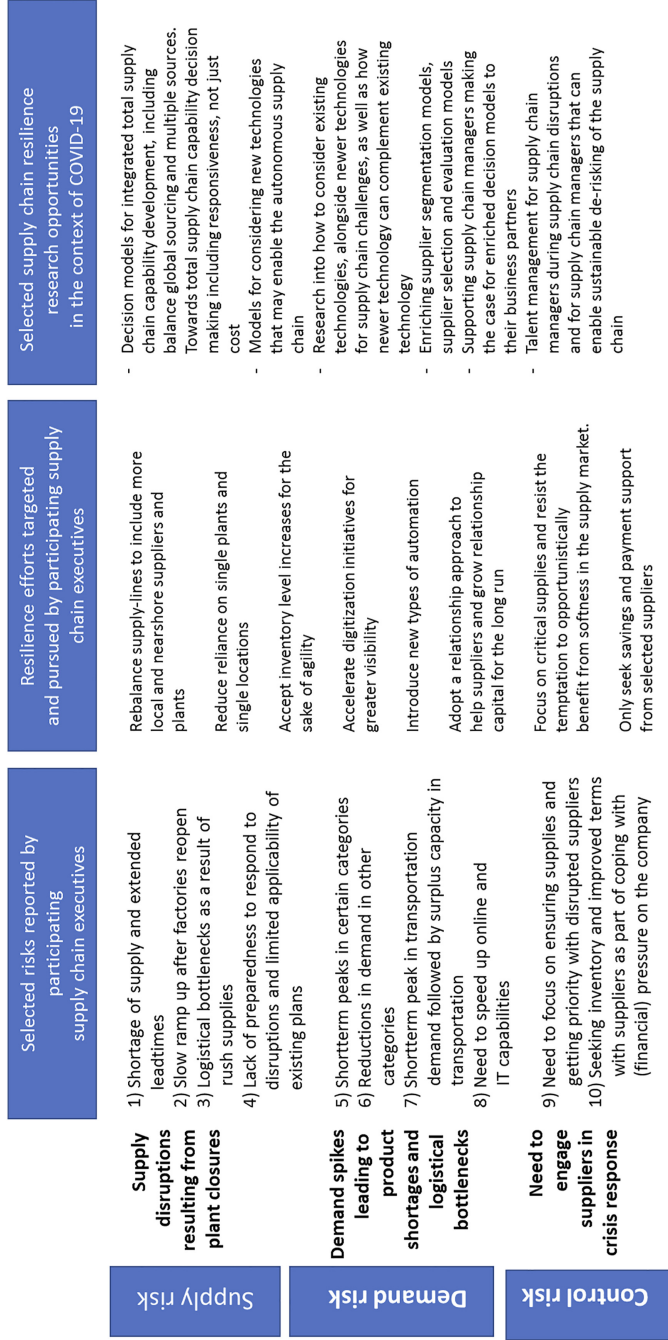 Selected risks reported by
participating
supply chain executives
Resilience efforts targeted
and pursued by participating supply
chain executives
Selected supply chain resilience
research opportunities
in the context of COVID-19
Supply risk
Supply
disruptions
resulting from
plant closures
1) Shortage of supply and extended
leadtimes
2) Slow ramp up after factories reopen
3) Logistical bottlenecks as a result of
rush supplies
4) Lack of preparedness to respond to
disruptions and limited applicability of
existing plans
Rebalance supply-lines to include more
local and nearshore suppliers and
plants
Reduce reliance on single plants and
single locations
Accept inventory level increases for the
sake of agility
- Decision models for integrated total supply
chain capability development, including
balance global sourcing and multiple sources.
Towards total supply chain capability decision
making including responsiveness, not just
cost
- Models for considering new technologies
that may enable the autonomous supply
chain
Demand risk
Demand spikes
leading to
product
shortages and
logistical
bottlenecks
5) Shortterm peaks in certain categories
6) Reductions in demand in other
categories
7) Shortterm peak in transportation
demand followed by surplus capacity in
transportation
8) Need to speed up online and
IT capabilities
Accelerate digitization initiatives for
greater visibility
Introduce new types of automation
Adopt a relationship approach to
help suppliers and grow relationship
capital for the long run
- Research into how to consider existing
technologies, alongside newer technologies
for supply chain challenges, as well as how
newer technology can complement existing
technology
- Enriching supplier segmentation models,
supplier selection and evaluation models
- Supporting supply chain managers making
the case for enriched decision models to
their business partners
Control risk
Need to
engage
suppliers in
crisis response
9) Need to focus on ensuring supplies and
getting priority with disrupted suppliers
10) Seeking inventory and improved terms
with suppliers as part of coping with
(financial) pressure on the company
Focus on critical supplies and resist the
temptation to opportunistically
benefit from softness in the supply market.
Only seek savings and payment support
from selected suppliers
- Talent management for supply chain
managers during supply chain disruptions
and for supply chain managers that can
enable sustainable de-risking of the supply
chain